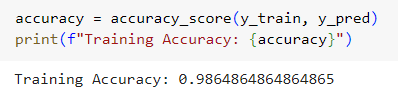 accuracy = accuracy_score(y_train, y_pred)
print(f"Training Accuracy: {accuracy}")
Training Accuracy: 0.9864864864864865